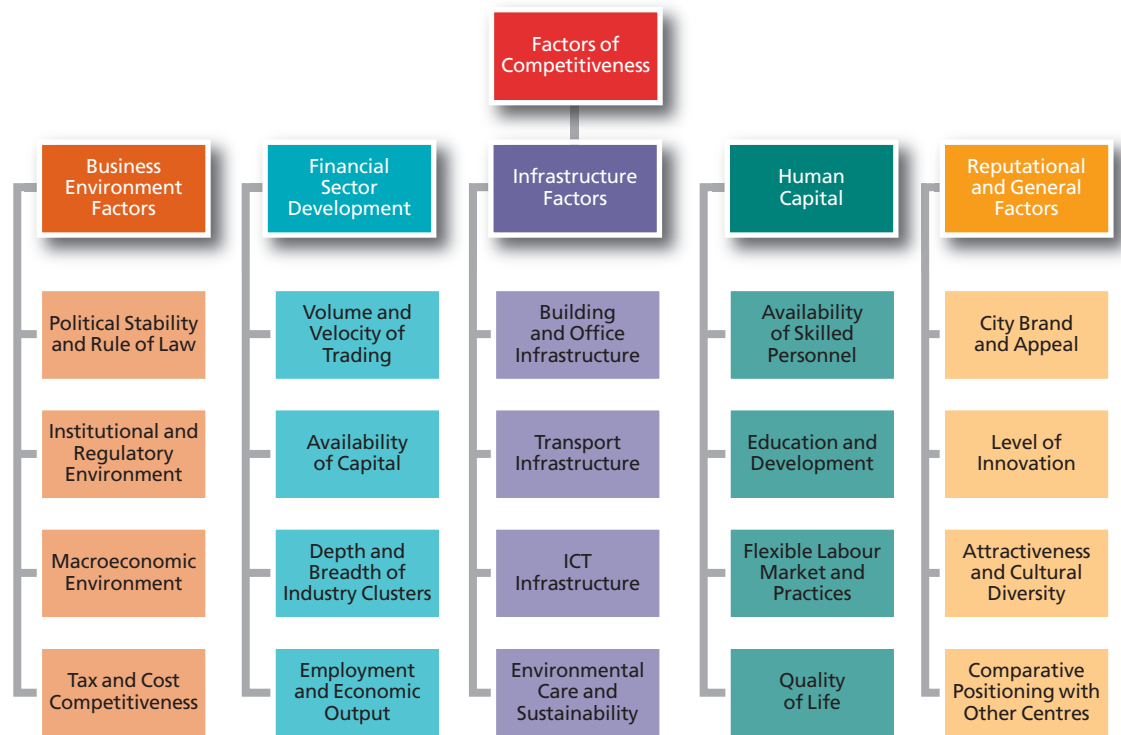 Factors of
Competitiveness
Business
Environment
Factors
Financial
Sector
Development
Infrastructure
Factors
Human
Capital
Reputational
and General
Factors
Political Stability
and Rule of Law
Volume and
Velocity of
Trading
Building
and Office
Infrastructure
Availability
of Skilled
Personnel
City Brand
and Appeal
Institutional and
Regulatory
Environment
Availability
of Capital
Transport
Infrastructure
Education and
Development
Level of
Innovation
Macroeconomic
Environment
Depth and
Breadth of
Industry Clusters
ICT
Infrastructure
Flexible Labour
Market and
Practices
Attractiveness
and Cultural
Diversity
Tax and Cost
Competitiveness
Employment
and Economic
Output
Environmental
Care and
Sustainability
Quality
of Life
Comparative
Positioning with
Other Centres